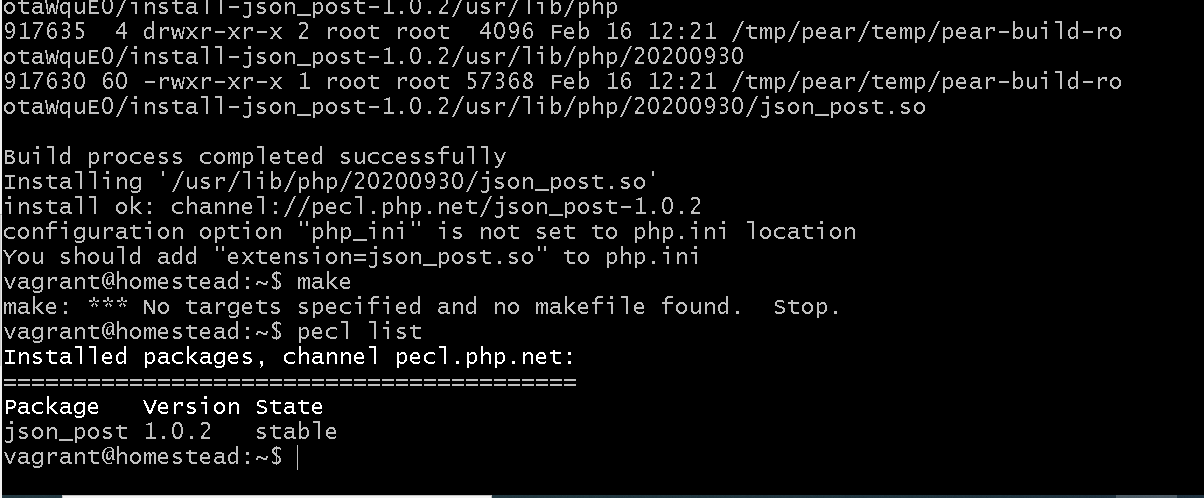 otaWquE0/install-json_post-1.0.2/usr/lib/php
917635  4 drwxr-xr-x 2 root root  4096 Feb 16 12:21 /tmp/pear/temp/pear-build-ro
otaWquE0/install-json_post-1.0.2/usr/lib/php/20200930
917630 60 -rwxr-xr-x 1 root root 57368 Feb 16 12:21 /tmp/pear/temp/pear-build-ro
otaWquE0/install-json_post-1.0.2/usr/lib/php/20200930/json_post.so

Build process completed successfully
Installing '/usr/lib/php/20200930/json_post.so'
install ok: channel://pecl.php.net/json_post-1.0.2
configuration option "php_ini" is not set to php.ini location
You should add "extension=json_post.so" to php.ini
vagrant@homestead:~$ make
make: *** No targets specified and no makefile found.  Stop.
vagrant@homestead:~$ pecl list
Installed packages, channel pecl.php.net:
=========================================
Package   Version State
json_post 1.0.2   stable
vagrant@homestead:~$